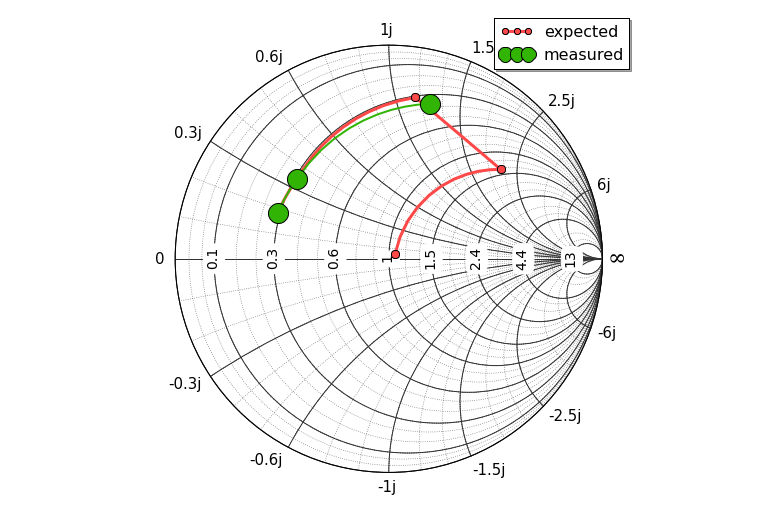 expected
measured
1j
1.5
0.6j
2.5j
0.3j
6j
0
0.1
0.3
0.6
1
1.5
2.4
4.4
13
∞
-6j
-0.3j
-2.5j
-0.6j
-1.5j
-1j